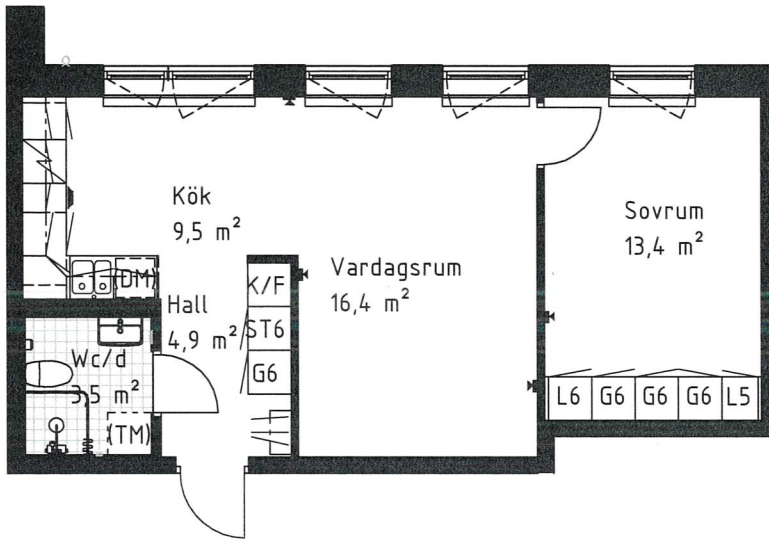 Kök
9,5 m²
Sovrum
13,4 m²
Vardagsrum
16,4 m²
(DM)
K/F
Hall
4,9 m²
ST6
Wc/d
3,5 m²
G6
L6 G6 G6 G6 L5
(TM)